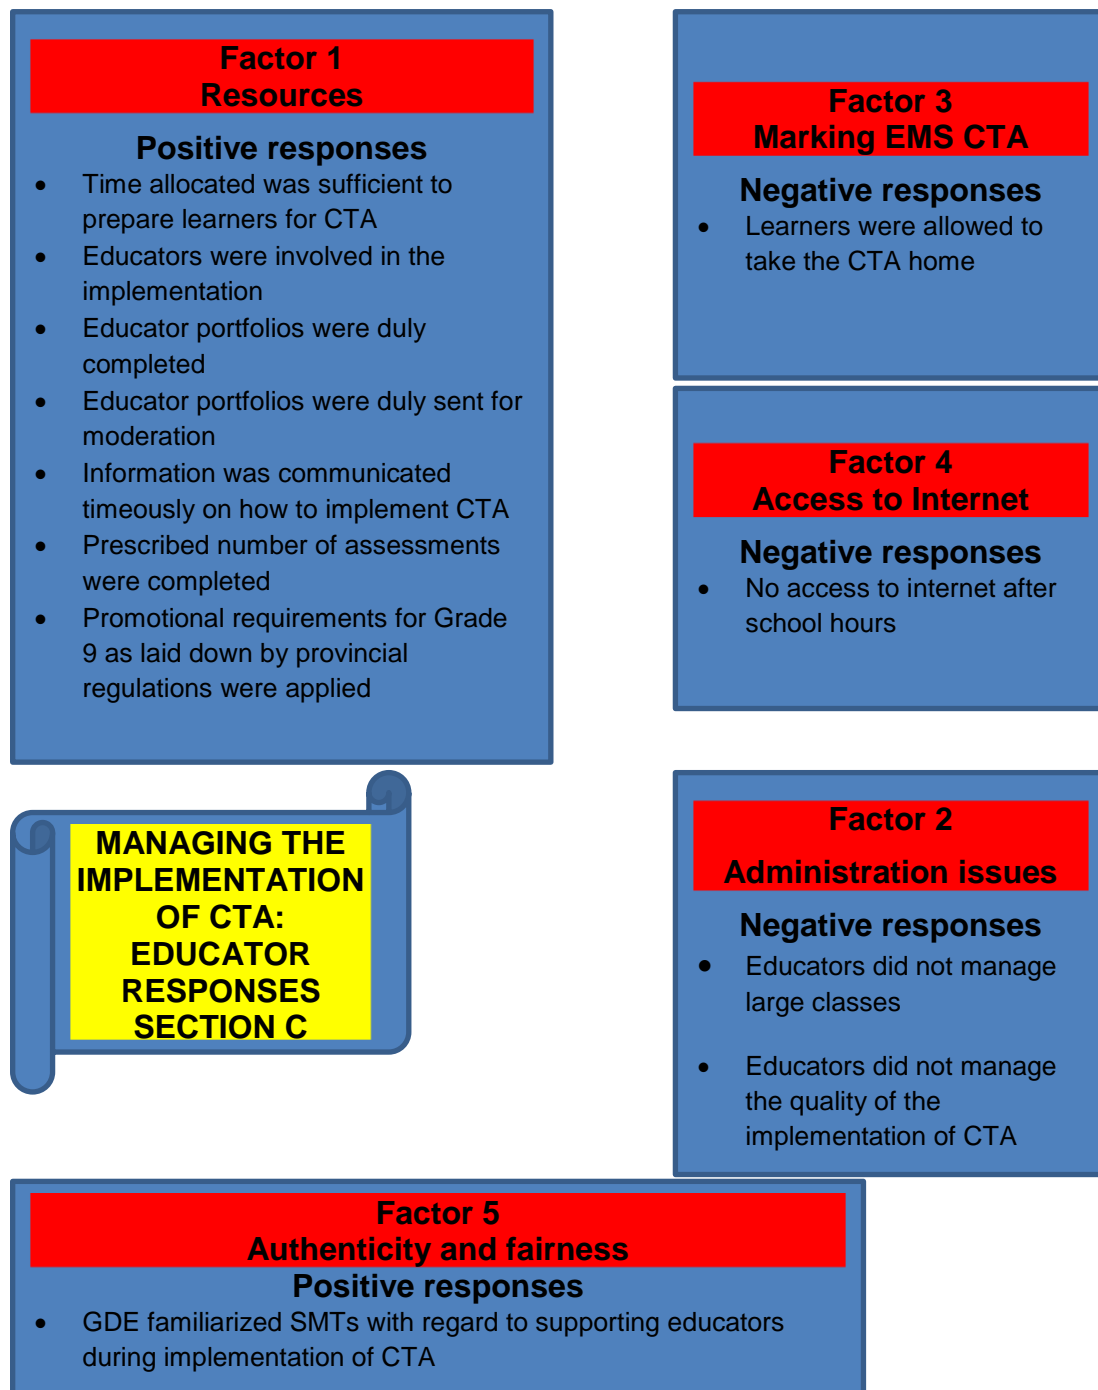 Factor 1
Resources
Positive responses
• Time allocated was sufficient to
prepare learners for CTA
• Educators were involved in the
implementation
• Educator portfolios were duly
completed
• Educator portfolios were duly sent for
moderation
• Information was communicated
timeously on how to implement CTA
• Prescribed number of assessments
were completed
• Promotional requirements for Grade
9 as laid down by provincial
regulations were applied
Factor 3
Marking EMS CTA
Negative responses
• Learners were allowed to
take the CTA home
Factor 4
Access to Internet
Negative responses
• No access to internet after
school hours
MANAGING THE
IMPLEMENTATION
OF CTA:
EDUCATOR
RESPONSES
SECTION C
Factor 2
Administration issues
Negative responses
• Educators did not manage
large classes
• Educators did not manage
the quality of the
implementation of CTA
Factor 5
Authenticity and fairness
Positive responses
• GDE familiarized SMTs with regard to supporting educators
during implementation of CTA